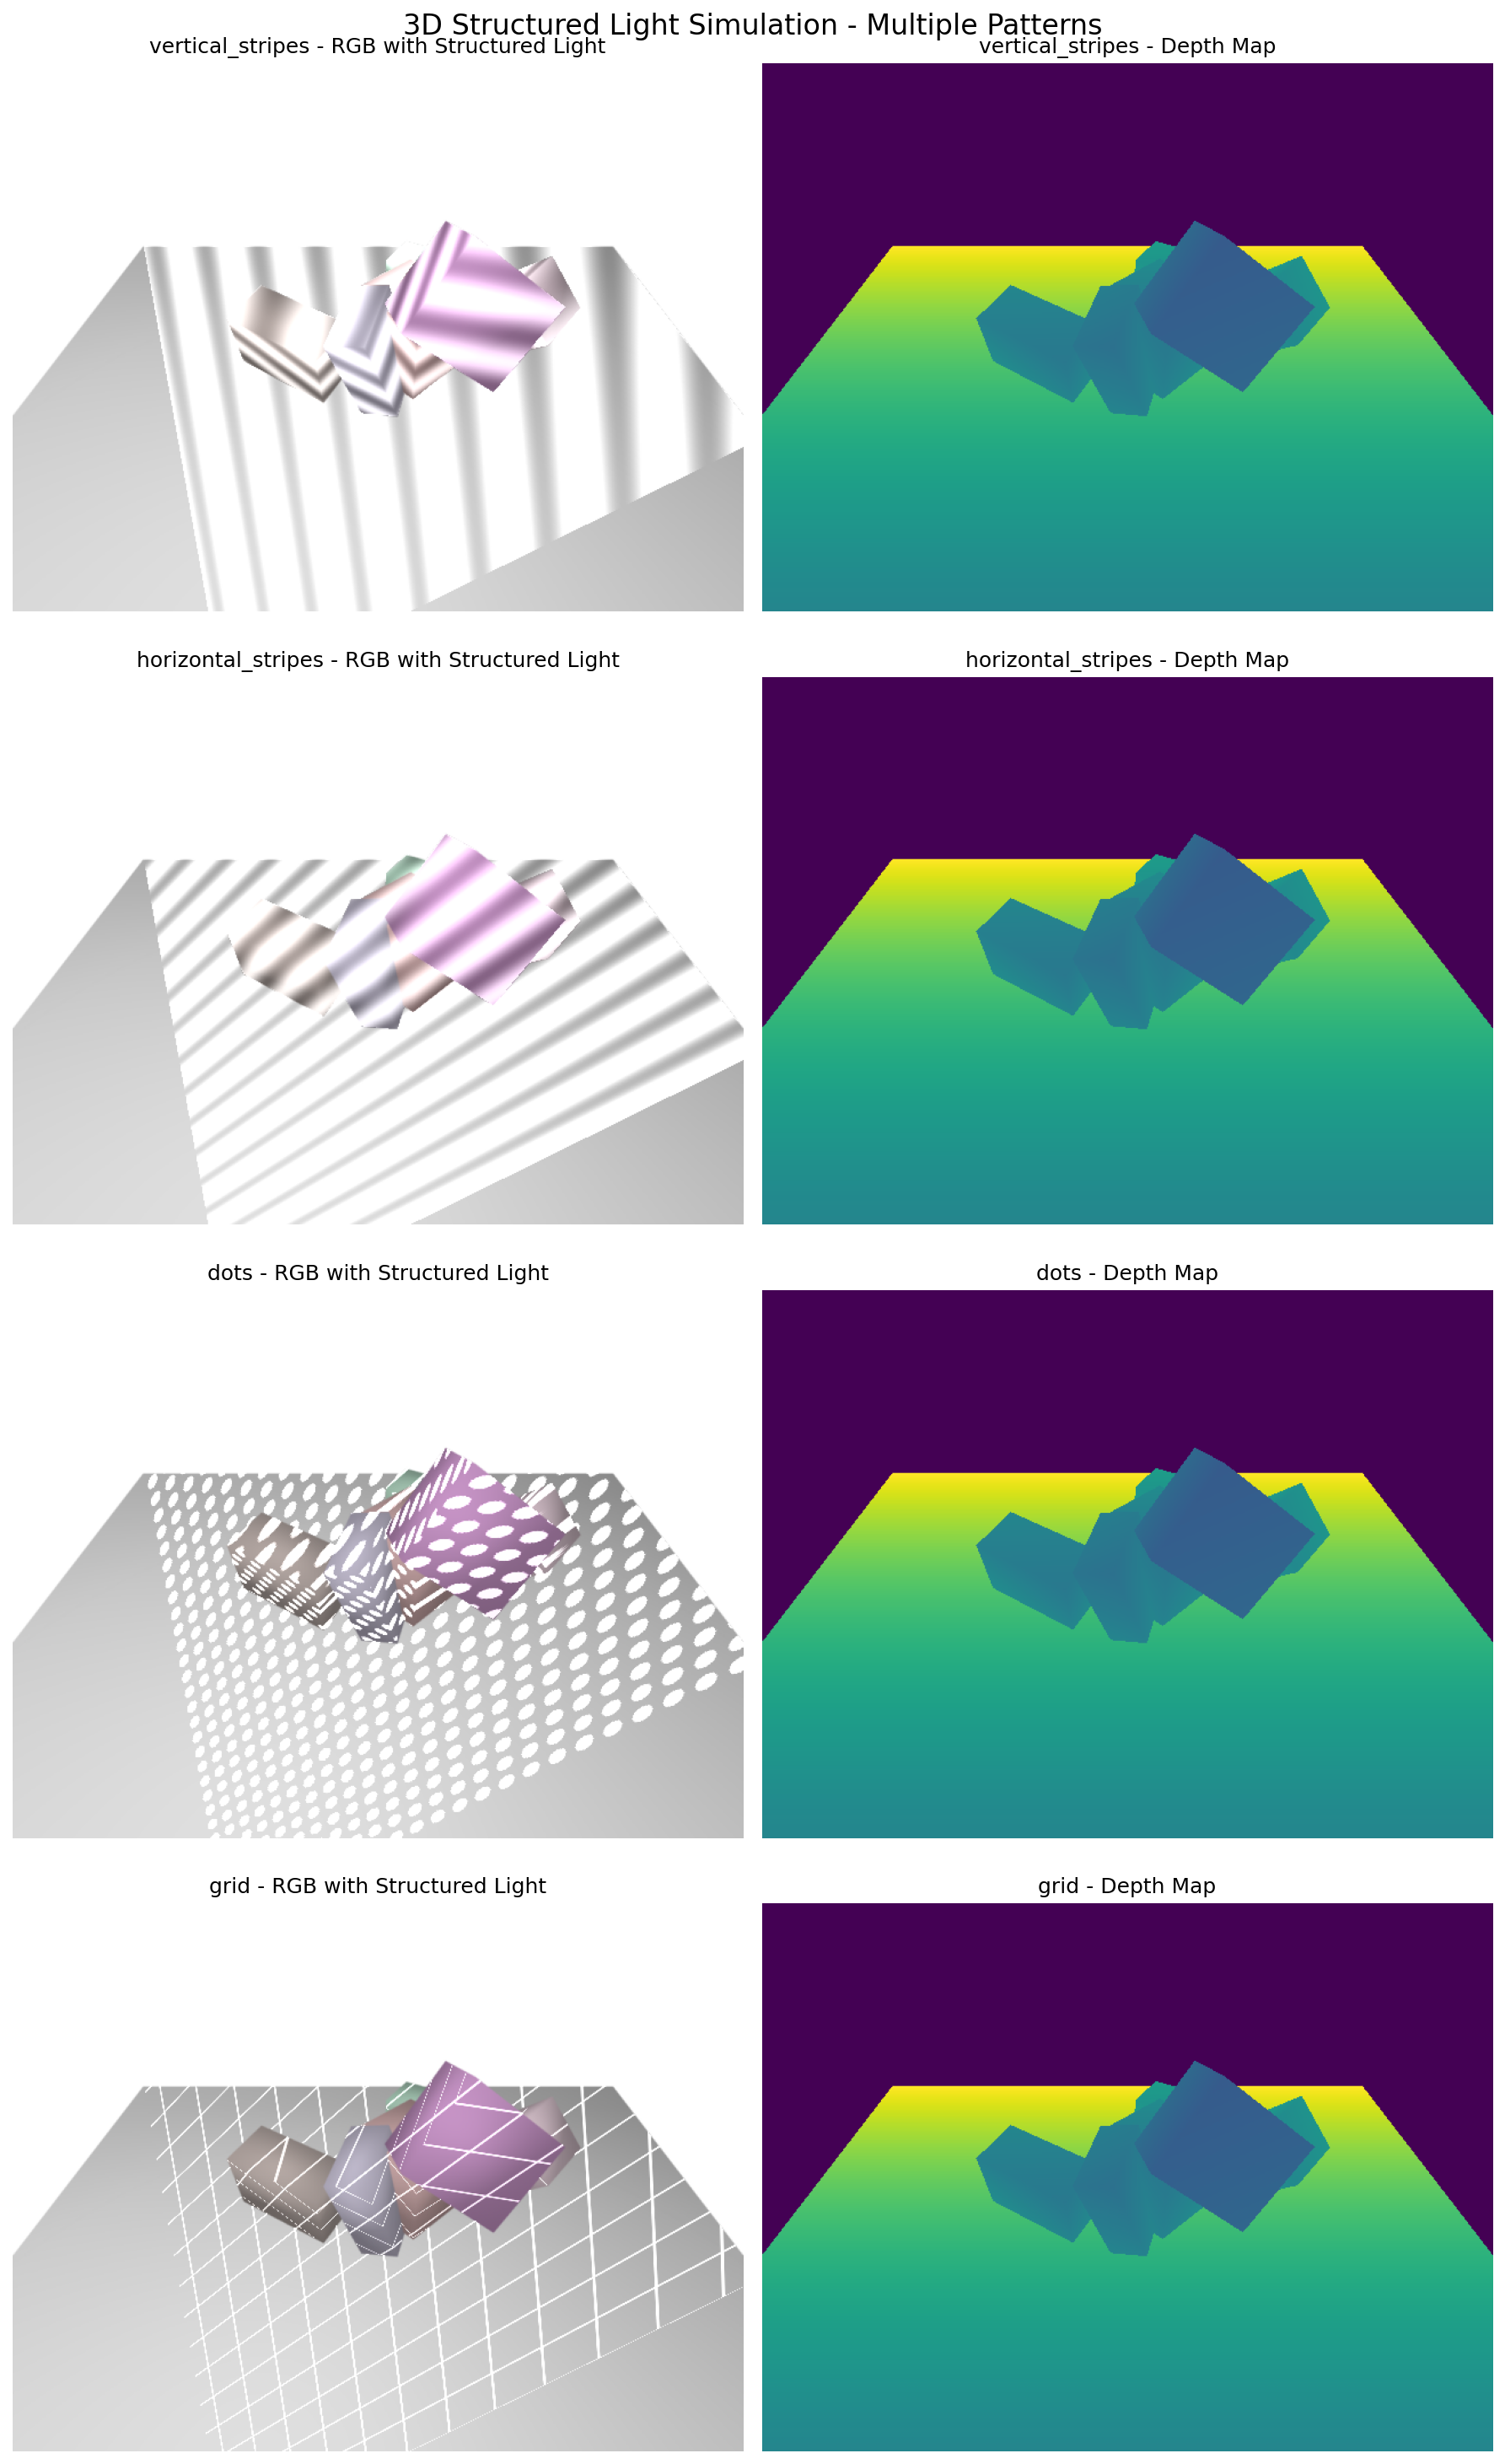 3D Structured Light Simulation - Multiple Patterns
vertical_stripes - RGB with Structured Light
vertical_stripes - Depth Map
horizontal_stripes - RGB with Structured Light
horizontal_stripes - Depth Map
dots - RGB with Structured Light
dots - Depth Map
grid - RGB with Structured Light
grid - Depth Map